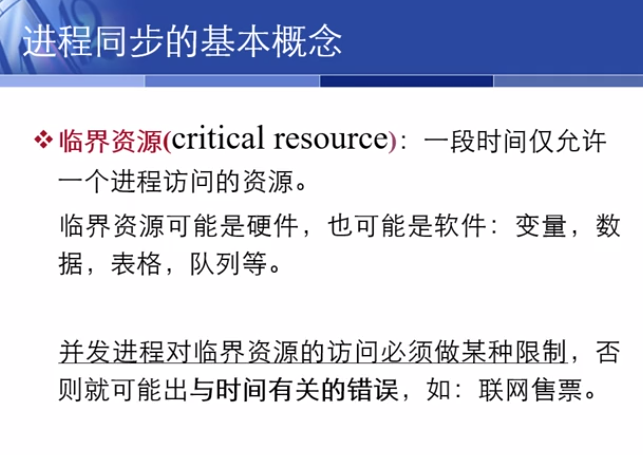 进程同步的基本概念
临界资源(critical resource)：一段时间仅允许
一个进程访问的资源。
临界资源可能是硬件，也可能是软件：变量，数
据，表格，队列等。
并发进程对临界资源的访问必须做某种限制，否
则就可能出与时间有关的错误，如：联网售票。